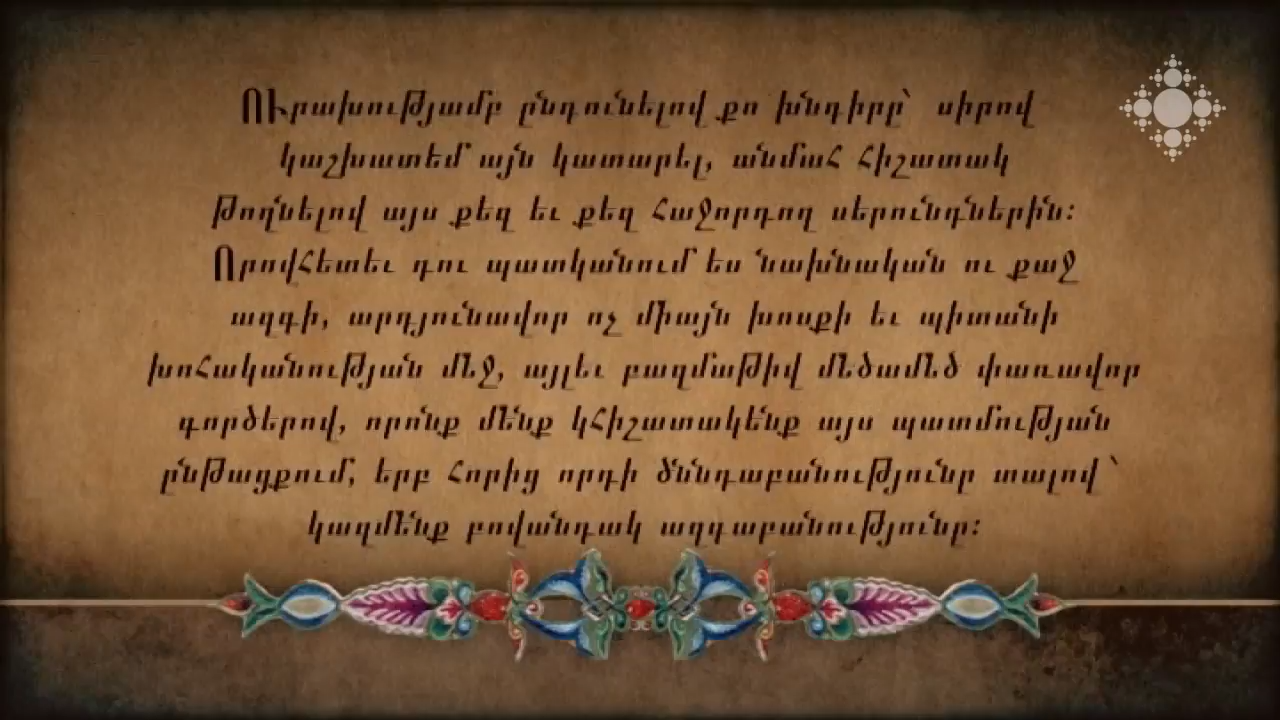 ՈՒրախությամբ ընդունելով քո խնդիրը՝ սիրով
կաշխատեմ այն կատարել, անմահ հիշատակ
թողնելով այս քեզ եւ քեզ հաջորդող սերունդներին:
Որովհետեւ դու պատկանում ես նախնական ու քաջ
ազգի, արդյունավոր ոչ միայն խոսքի եւ պիտանի
խոհականության մեջ, այլեւ բազմաթիվ մեծամեծ փառավոր
գործերով, որոնք մենք կհիշատակենք այս պատմության
ընթացքում, երբ հորից որդի ծննդաբանությունը տալով՝
կազմենք բովանդակ ազգաբանությունը: